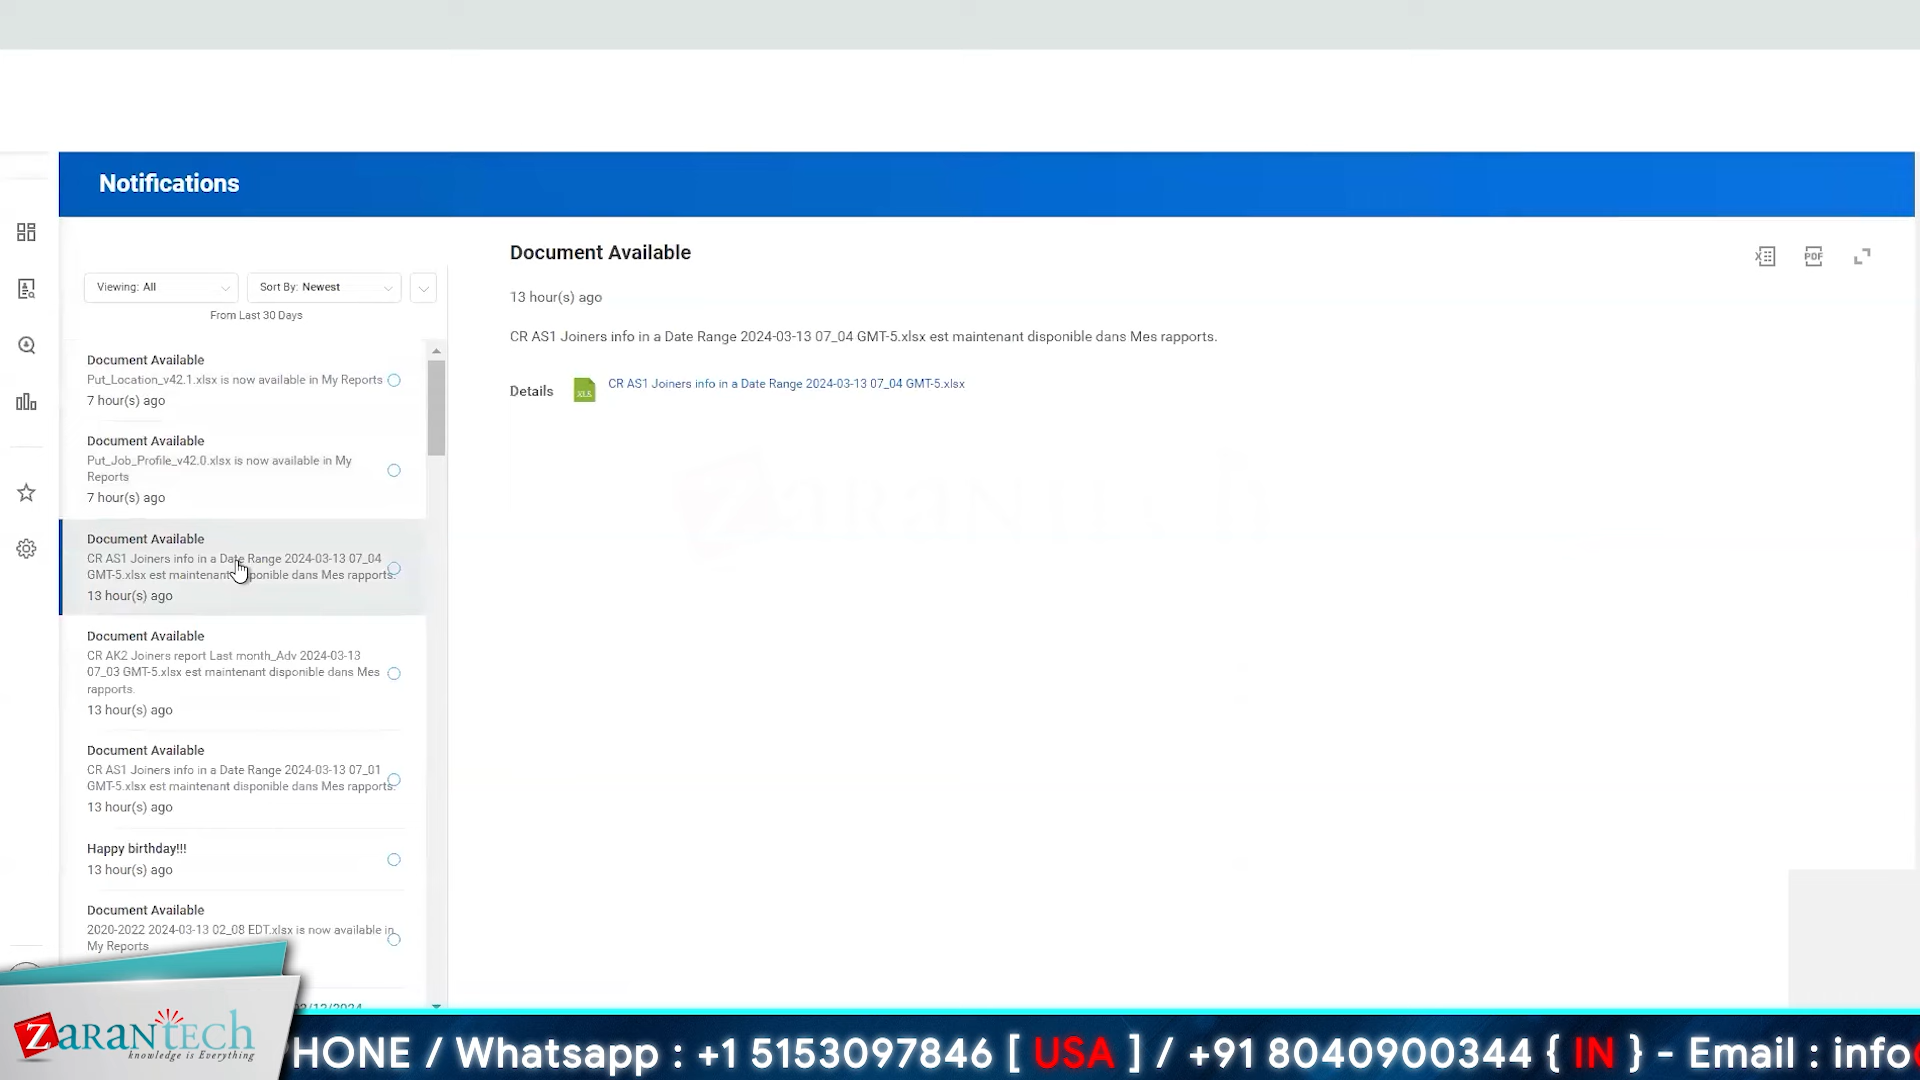 Notifications
Viewing: All
Sort By: Newest
From Last 30 Days
Document Available
Put_Location_v42.1.xlsx is now available in My Reports
7 hour(s) ago
Document Available
Put_Job_Profile_v42.0.xlsx is now available in My
Reports
7 hour(s) ago
Document Available
CR AS1 Joiners info in a Date Range 2024-03-13 07_04
GMT-5.xlsx est maintenant disponible dans Mes rapports.
13 hour(s) ago
Document Available
CR AK2 Joiners report Last month_Adv 2024-03-13
07_03 GMT-5.xlsx est maintenant disponible dans Mes
rapports.
13 hour(s) ago
Document Available
CR AS1 Joiners info in a Date Range 2024-03-13 07_01
GMT-5.xlsx est maintenant disponible dans Mes rapports.
13 hour(s) ago
Happy birthday!!!
13 hour(s) ago
Document Available
2020-2022 2024-03-13 02_08 EDT.xlsx is now available in
My Reports
Document Available
13 hour(s) ago
CR AS1 Joiners info in a Date Range 2024-03-13 07_04 GMT-5.xlsx est maintenant disponible dans Mes rapports.
Details
XLS
CR AS1 Joiners info in a Date Range 2024-03-13 07_04 GMT-5.xlsx
PDF
ZARANTECH
ZARANTECH
knowledge is Everything
HONE / Whatsapp : +1 5153097846 [ USA ] / +91 8040900344 { IN } - Email : info